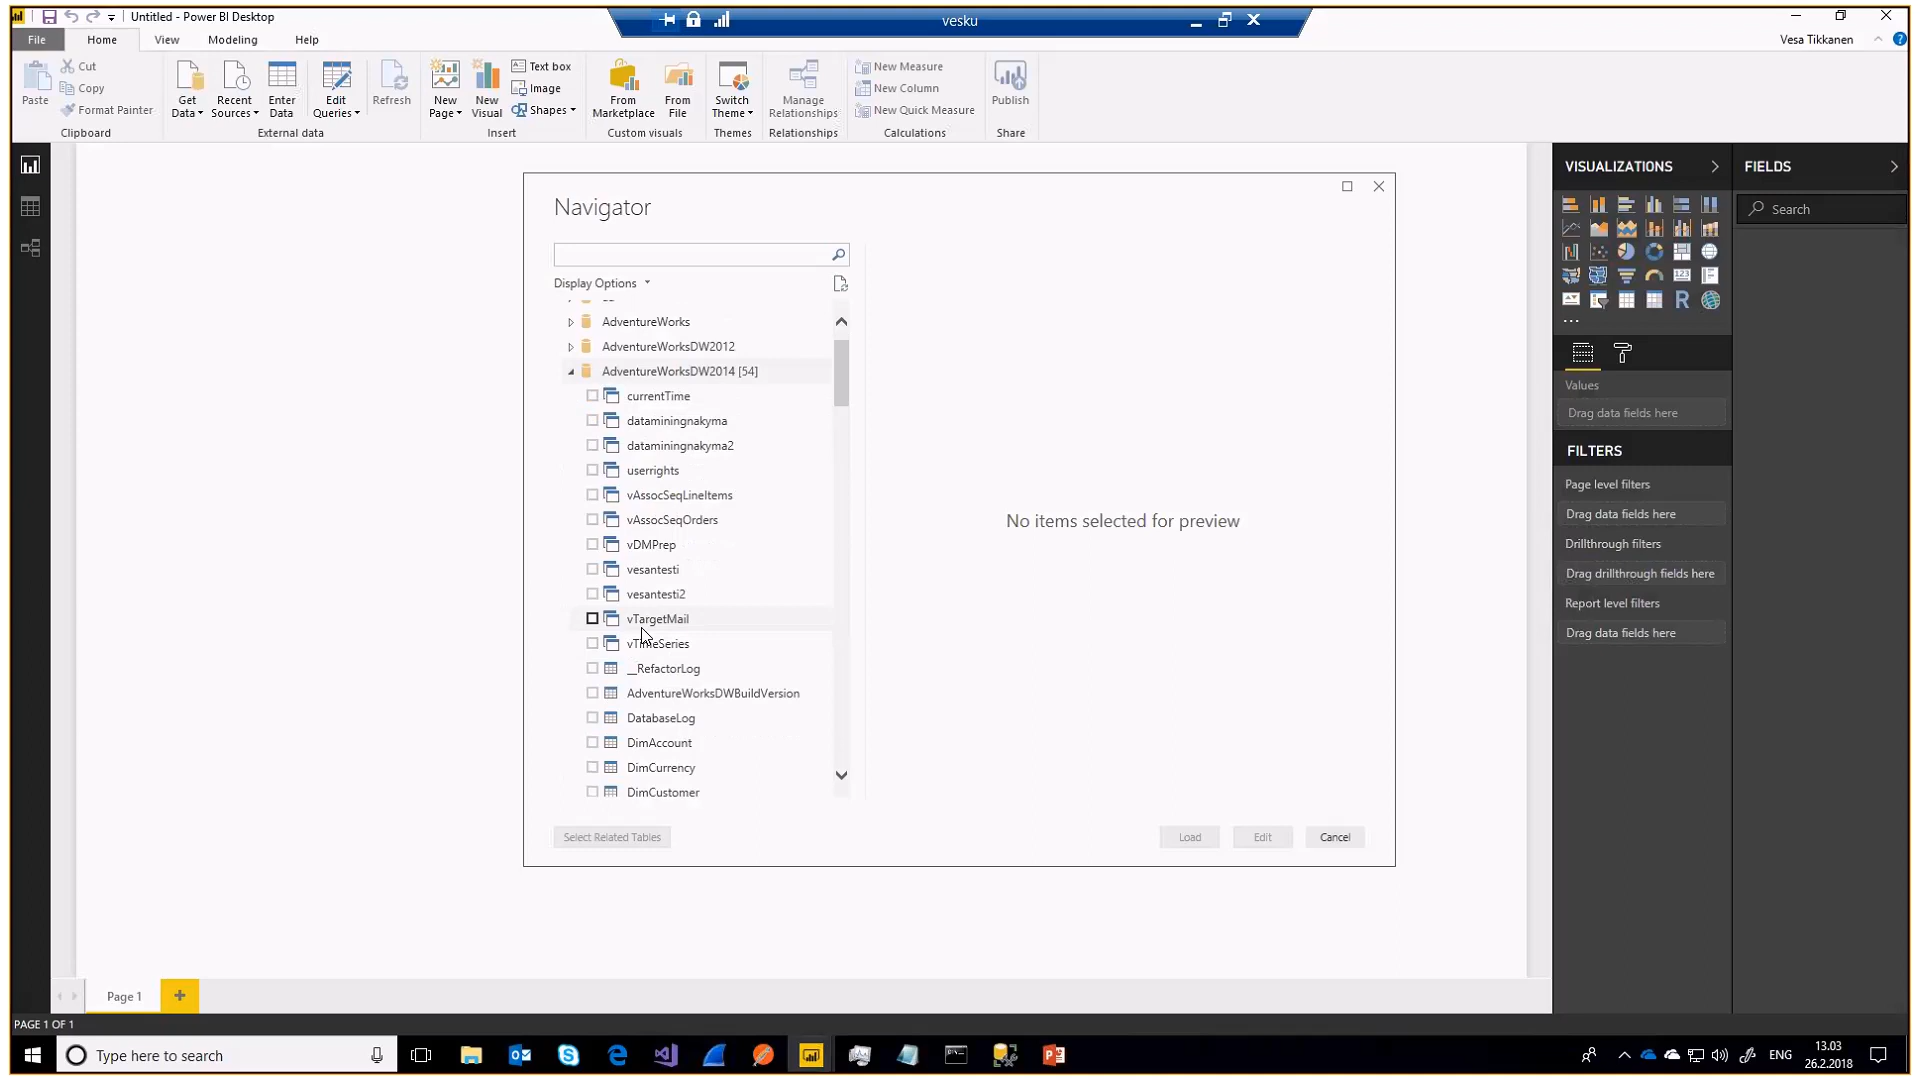 Untitled - Power BI Desktop
vesku
File
Home
View
Modeling
Help
Vesa Tikkanen
Paste
Cut
Copy
Format Painter
Clipboard
Get Data
Recent Sources
Enter Data
Edit Queries
Refresh
External data
New Page
New Visual
Text box
Image
Shapes
Insert
From Marketplace
From File
Custom visuals
Switch Theme
Themes
Manage Relationships
Relationships
New Measure
New Column
New Quick Measure
Calculations
Publish
Share
Navigator
Display Options
AdventureWorks
AdventureWorksDW2012
AdventureWorksDW2014 [54]
currentTime
dataminingnakyma
dataminingnakyma2
userrights
vAssocSeqLineItems
vAssocSeqOrders
vDMPrep
vesantesti
vesantesti2
vTargetMail
vTimeSeries
__RefactorLog
AdventureWorksDWBuildVersion
DatabaseLog
DimAccount
DimCurrency
DimCustomer
No items selected for preview
Select Related Tables
Load
Edit
Cancel
VISUALIZATIONS
R
Values
Drag data fields here
FILTERS
Page level filters
Drag data fields here
Drillthrough filters
Drag drillthrough fields here
Report level filters
Drag data fields here
FIELDS
Search
Page 1
PAGE 1 OF 1
Type here to search
ENG
13.03
26.2.2018